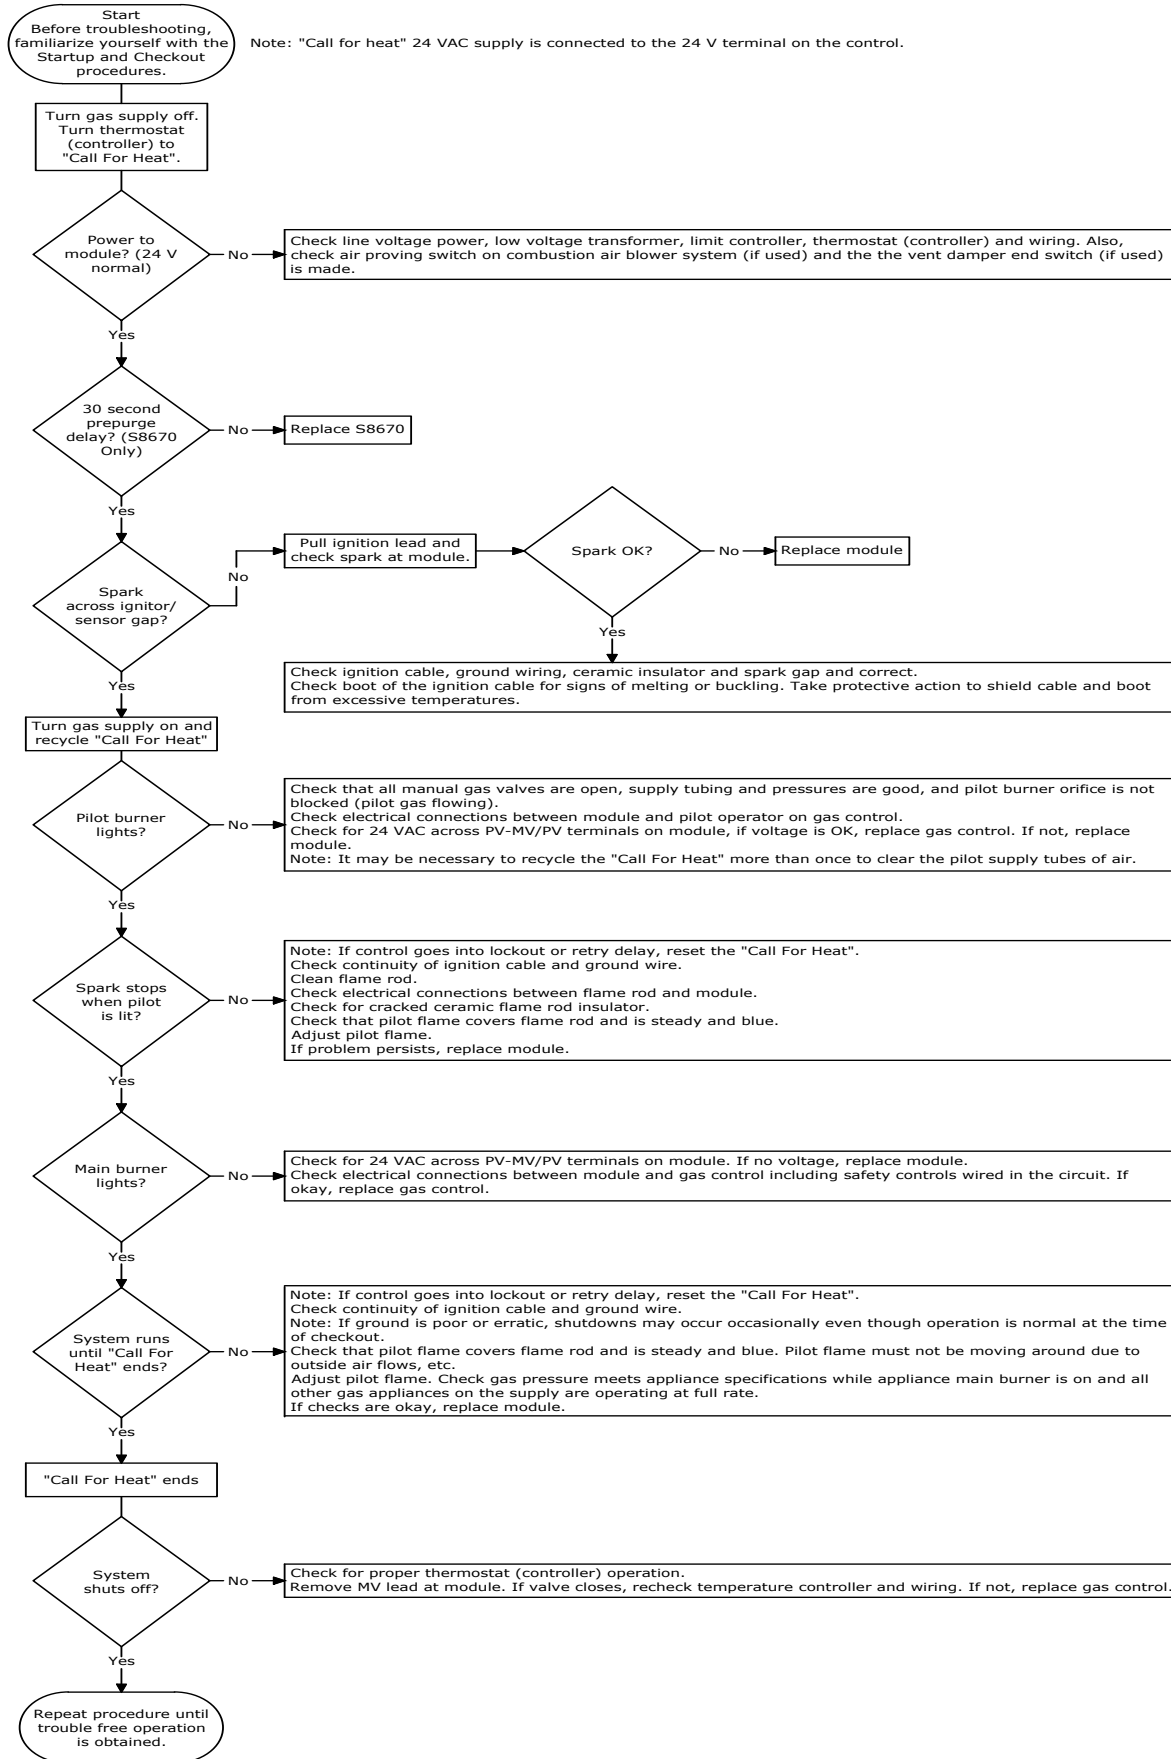 Start
Before troubleshooting,
familiarize yourself with the
Startup and Checkout
procedures.
Note: "Call for heat" 24 VAC supply is connected to the 24 V terminal on the control.
Turn gas supply off.
Turn thermostat
(controller) to
"Call For Heat".
Power to
module? (24 V
normal)
No
Check line voltage power, low voltage transformer, limit controller, thermostat (controller) and wiring. Also,
check air proving switch on combustion air blower system (if used) and the the vent damper end switch (if used)
is made.
Yes
30 second
prepurge
delay? (S8670
Only)
No
Replace S8670
Yes
Spark
across ignitor/
sensor gap?
No
Pull ignition lead and
check spark at module.
Spark OK?
No
Replace module
Yes
Check ignition cable, ground wiring, ceramic insulator and spark gap and correct.
Check boot of the ignition cable for signs of melting or buckling. Take protective action to shield cable and boot
from excessive temperatures.
Yes
Turn gas supply on and
recycle "Call For Heat"
Pilot burner
lights?
No
Check that all manual gas valves are open, supply tubing and pressures are good, and pilot burner orifice is not
blocked (pilot gas flowing).
Check electrical connections between module and pilot operator on gas control.
Check for 24 VAC across PV-MV/PV terminals on module, if voltage is OK, replace gas control. If not, replace
module.
Note: It may be necessary to recycle the "Call For Heat" more than once to clear the pilot supply tubes of air.
Yes
Spark stops
when pilot
is lit?
No
Note: If control goes into lockout or retry delay, reset the "Call For Heat".
Check continuity of ignition cable and ground wire.
Clean flame rod.
Check electrical connections between flame rod and module.
Check for cracked ceramic flame rod insulator.
Check that pilot flame covers flame rod and is steady and blue.
Adjust pilot flame.
If problem persists, replace module.
Yes
Main burner
lights?
No
Check for 24 VAC across PV-MV/PV terminals on module. If no voltage, replace module.
Check electrical connections between module and gas control including safety controls wired in the circuit. If
okay, replace gas control.
Yes
System runs
until "Call For
Heat" ends?
No
Note: If control goes into lockout or retry delay, reset the "Call For Heat".
Check continuity of ignition cable and ground wire.
Note: If ground is poor or erratic, shutdowns may occur occasionally even though operation is normal at the time
of checkout.
Check that pilot flame covers flame rod and is steady and blue. Pilot flame must not be moving around due to
outside air flows, etc.
Adjust pilot flame. Check gas pressure meets appliance specifications while appliance main burner is on and all
other gas appliances on the supply are operating at full rate.
If checks are okay, replace module.
Yes
"Call For Heat" ends
System
shuts off?
No
Check for proper thermostat (controller) operation.
Remove MV lead at module. If valve closes, recheck temperature controller and wiring. If not, replace gas control.
Yes
Repeat procedure until
trouble free operation
is obtained.